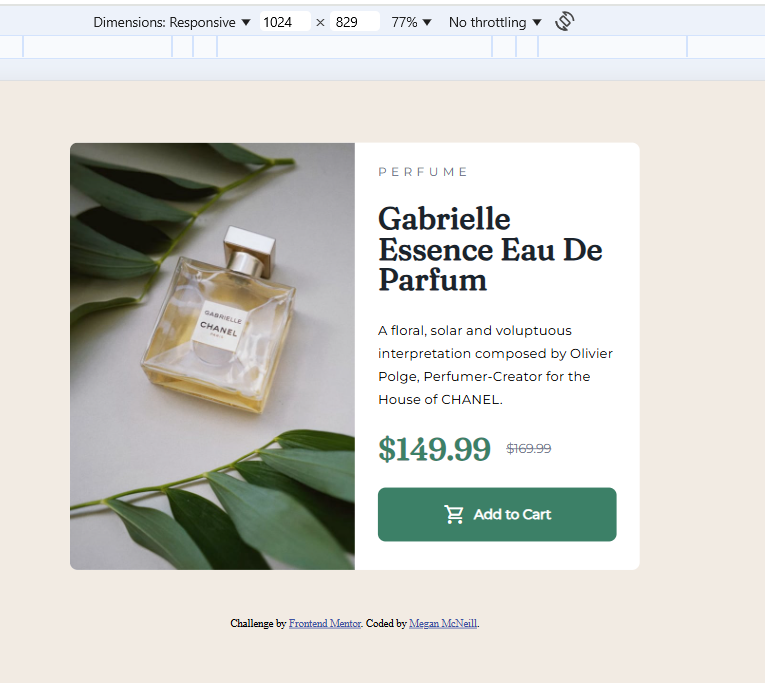 Dimensions: Responsive ▼ 1024 × 829 77% ▼ No throttling ▼
PERFUME
Gabrielle
Essence Eau De
Parfum
GABRIELLE
CHANEL
PARIS
A floral, solar and voluptuous
interpretation composed by Olivier
Polge, Perfumer-Creator for the
House of CHANEL.
$149.99 $169.99
Add to Cart
Challenge by Frontend Mentor. Coded by Megan McNeill.